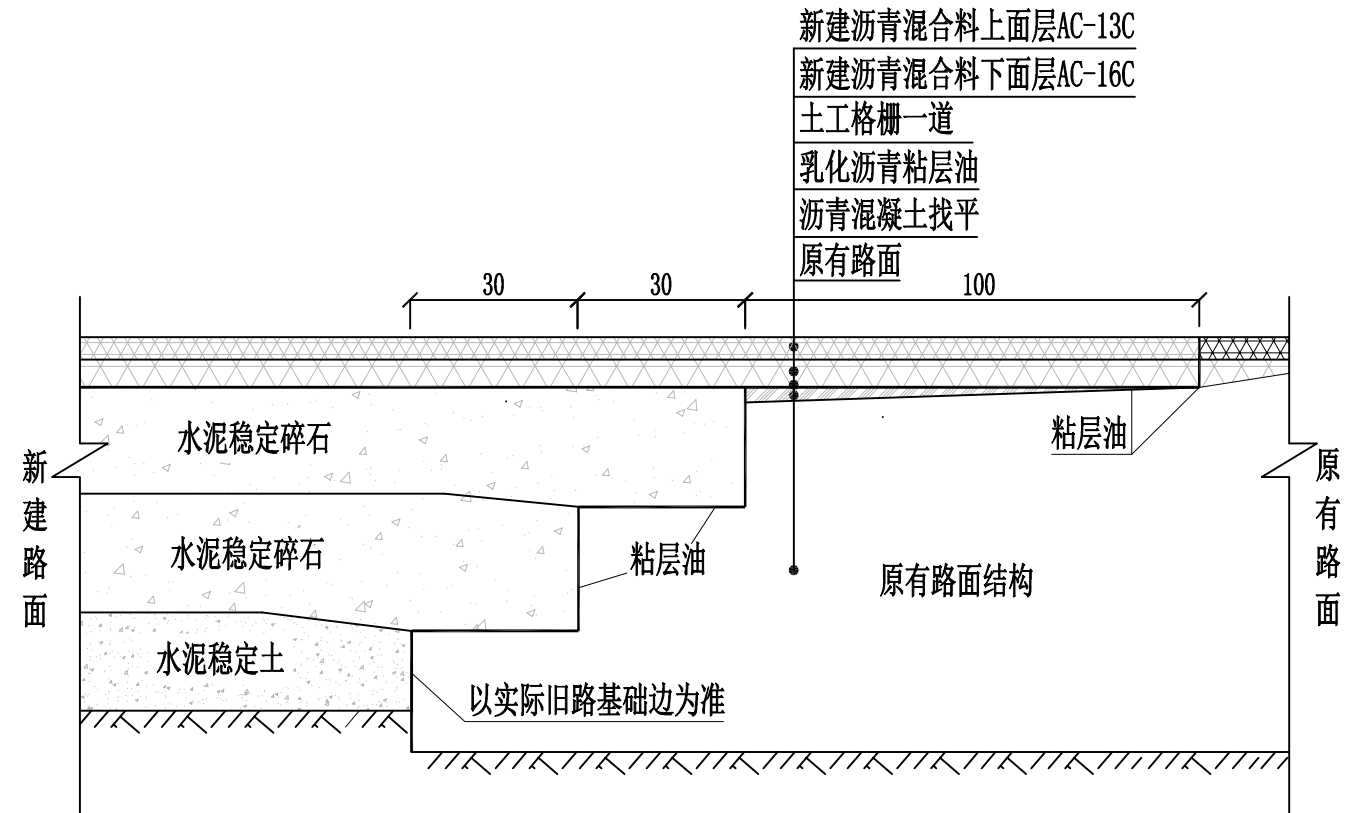 新建沥青混合料上面层AC-13C
新建沥青混合料下面层AC-16C
土工格栅一道
乳化沥青粘层油
沥青混凝土找平
原有路面
30
30
100
粘层油
水泥稳定碎石
新建路面
原有路面
水泥稳定碎石
粘层油
原有路面结构
水泥稳定土
以实际旧路基础边为准